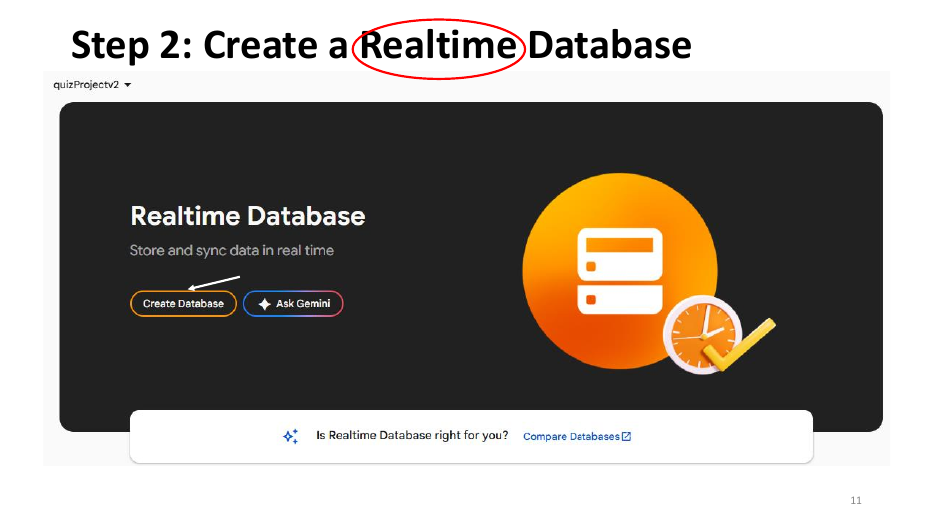 Step 2: Create a Realtime Database
quizProjectv2
Realtime Database
Store and sync data in real time
Create Database
Ask Gemini
Is Realtime Database right for you? Compare Databases
11